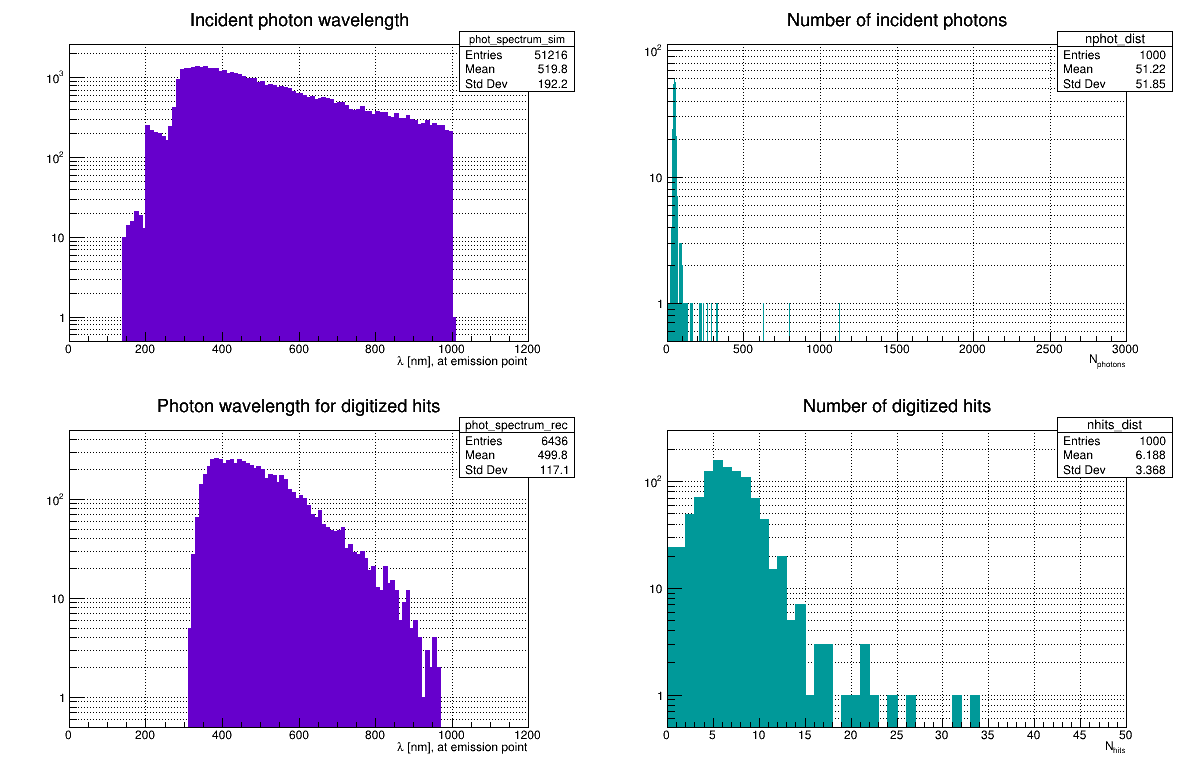 Incident photon wavelength
phot_spectrum_sim
Entries 51216
Mean 519.8
Std Dev 192.2
10³
10²
10
1
0 200 400 600 800 1000 1200
λ [nm], at emission point
Number of incident photons
nphot_dist
Entries 1000
Mean 51.22
Std Dev 51.85
10²
10
1
0 500 1000 1500 2000 2500 3000
N_photons
Photon wavelength for digitized hits
phot_spectrum_rec
Entries 6436
Mean 499.8
Std Dev 117.1
10²
10
1
0 200 400 600 800 1000 1200
λ [nm], at emission point
Number of digitized hits
nhits_dist
Entries 1000
Mean 6.188
Std Dev 3.368
10²
10
1
0 5 10 15 20 25 30 35 40 45 50
N_hits